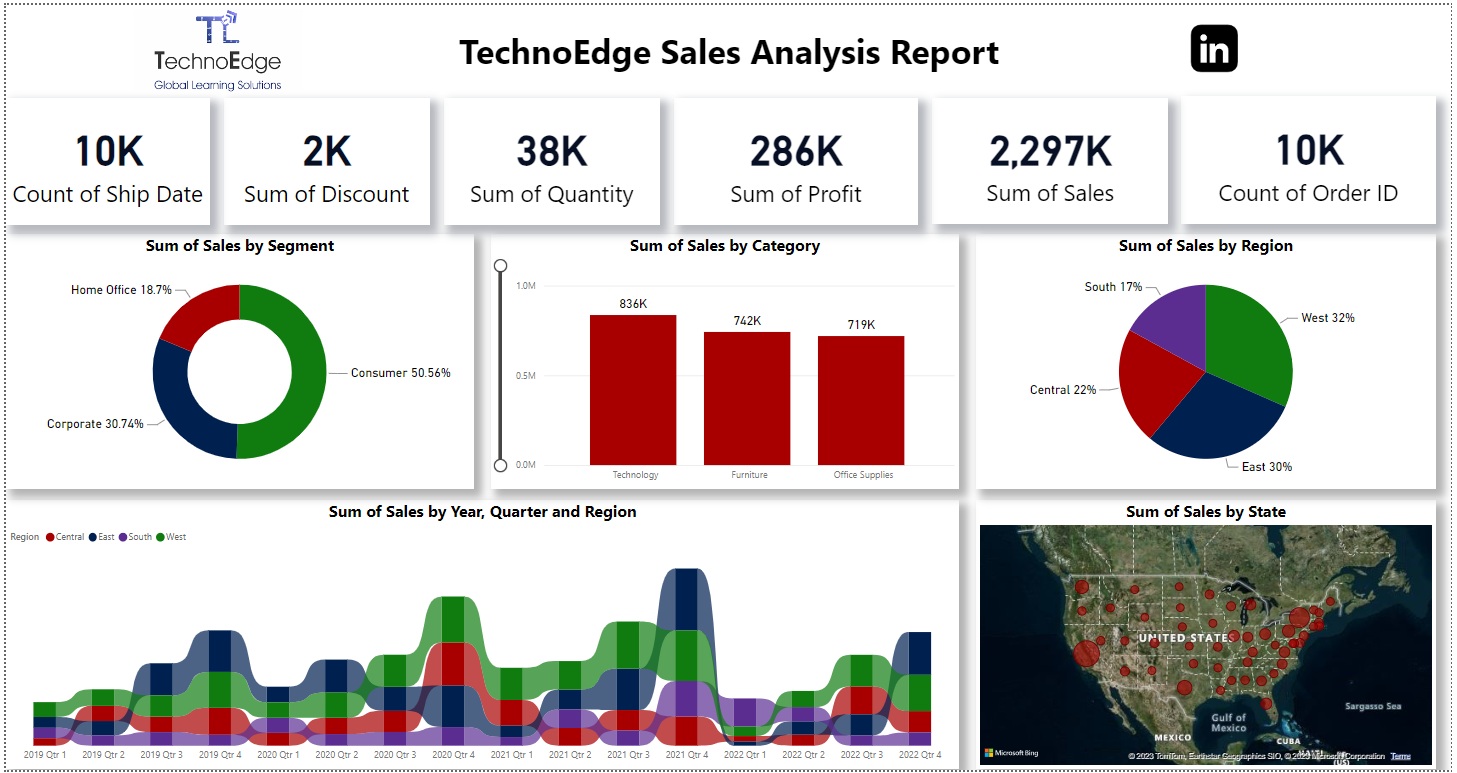 TL
TechnoEdge
Global Learning Solutions
TechnoEdge Sales Analysis Report
in
10K
Count of Ship Date
2K
Sum of Discount
38K
Sum of Quantity
286K
Sum of Profit
2,297K
Sum of Sales
10K
Count of Order ID
Sum of Sales by Segment
Home Office 18.7%
Consumer 50.56%
Corporate 30.74%
Sum of Sales by Category
1.0M
0.5M
0.0M
836K
742K
719K
Technology
Furniture
Office Supplies
Sum of Sales by Region
South 17%
West 32%
Central 22%
East 30%
Sum of Sales by Year, Quarter and Region
Region Central East South West
2019 Qtr 1 2019 Qtr 2 2019 Qtr 3 2019 Qtr 4 2020 Qtr 1 2020 Qtr 2 2020 Qtr 3 2020 Qtr 4 2021 Qtr 1 2021 Qtr 2 2021 Qtr 3 2021 Qtr 4 2022 Qtr 1 2022 Qtr 2 2022 Qtr 3 2022 Qtr 4
Sum of Sales by State
UNITED STATES
Sargasso Sea
Gulf of
Mexico
MEXICO
CUBA
(US)
Microsoft Bing
© 2023 TomTom, Earthstar Geographics SIO, © 2023 Microsoft Corporation Terms